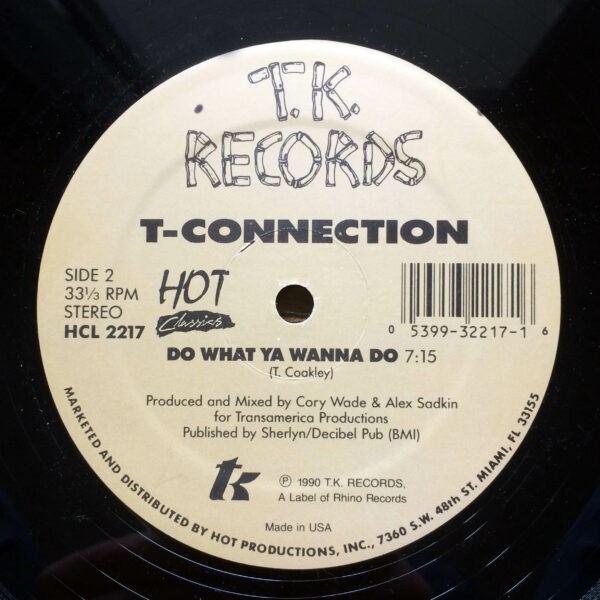 T.K.
RECORDS
T-CONNECTION
SIDE 2
33⅓ RPM
STEREO
HCL 2217
HOT
Classics
0 5399-32217-1 6
DO WHAT YA WANNA DO 7:15
(T. Coakley)
Produced and Mixed by Cory Wade & Alex Sadkin
for Transamerica Productions
Published by Sherlyn/Decibel Pub (BMI)
tk
℗ 1990 T.K. RECORDS,
A Label of Rhino Records
Made in USA
MARKETED AND DISTRIBUTED BY HOT PRODUCTIONS, INC., 7360 S.W. 48th ST. MIAMI, FL 33155